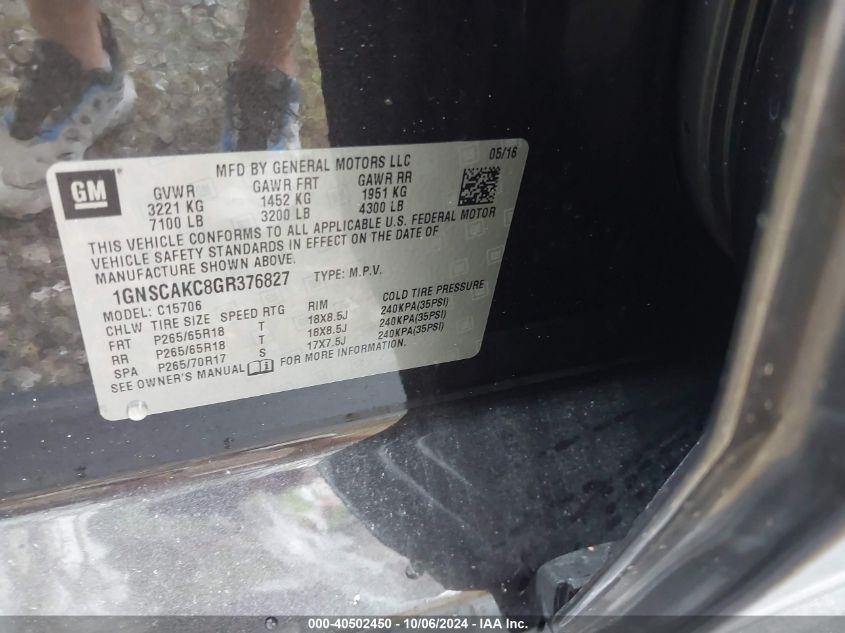 GM
MFD BY GENERAL MOTORS LLC 05/16
GVWR GAWR FRT GAWR RR
3221 KG 1452 KG 1951 KG
7100 LB 3200 LB 4300 LB
THIS VEHICLE CONFORMS TO ALL APPLICABLE U.S. FEDERAL MOTOR
VEHICLE SAFETY STANDARDS IN EFFECT ON THE DATE OF
MANUFACTURE SHOWN ABOVE.
1GNSCAKC8GR376827 TYPE: M.P.V.
MODEL: C15706
CHLW TIRE SIZE SPEED RTG RIM COLD TIRE PRESSURE
FRT P265/65R18 T 18X8.5J 240KPA(35PSI)
RR P265/65R18 T 18X8.5J 240KPA(35PSI)
SPA P265/70R17 S 17X7.5J 240KPA(35PSI)
SEE OWNER'S MANUAL FOR MORE INFORMATION.
000-40502450 - 10/06/2024 - IAA Inc.